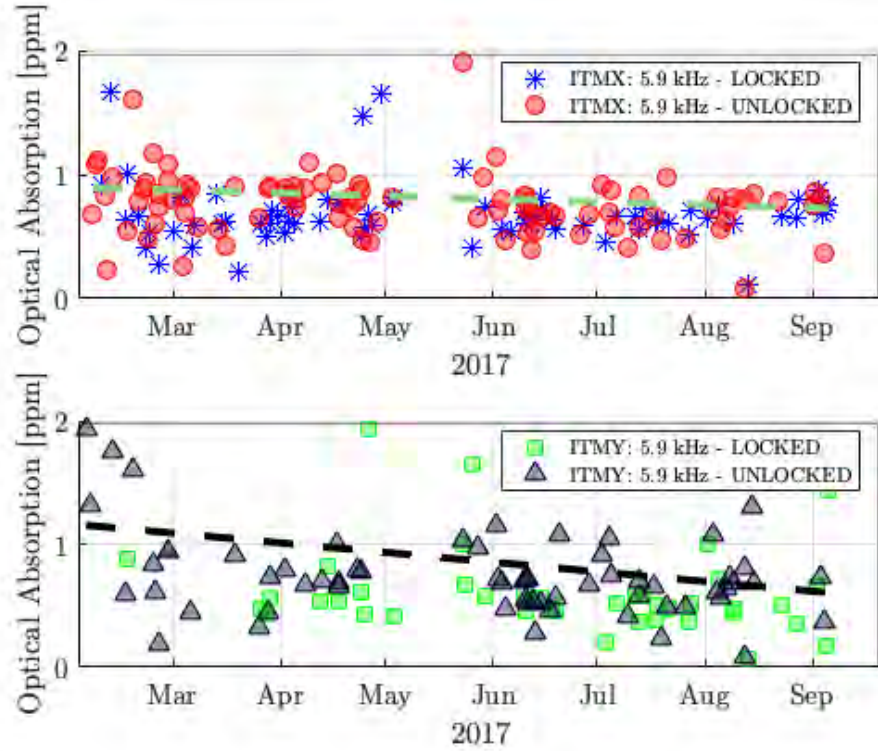 Optical Absorption [ppm]
2
1
0
ITMX: 5.9 kHz - LOCKED
ITMX: 5.9 kHz - UNLOCKED
Mar Apr May Jun Jul Aug Sep
2017
Optical Absorption [ppm]
2
1
0
ITMY: 5.9 kHz - LOCKED
ITMY: 5.9 kHz - UNLOCKED
Mar Apr May Jun Jul Aug Sep
2017